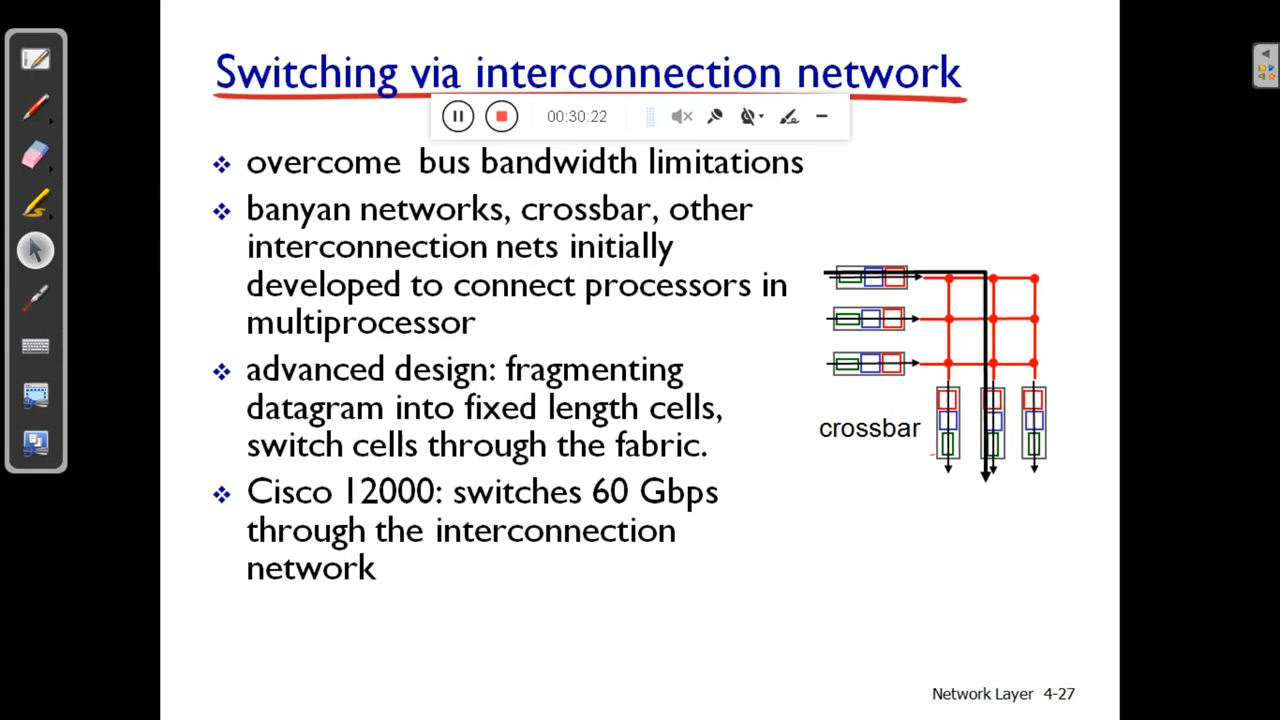 Switching via interconnection network
00:30:22
❖ overcome bus bandwidth limitations
❖ banyan networks, crossbar, other
interconnection nets initially
developed to connect processors in
multiprocessor
❖ advanced design: fragmenting
datagram into fixed length cells,
switch cells through the fabric.
❖ Cisco 12000: switches 60 Gbps
through the interconnection
network
crossbar
Network Layer 4-27